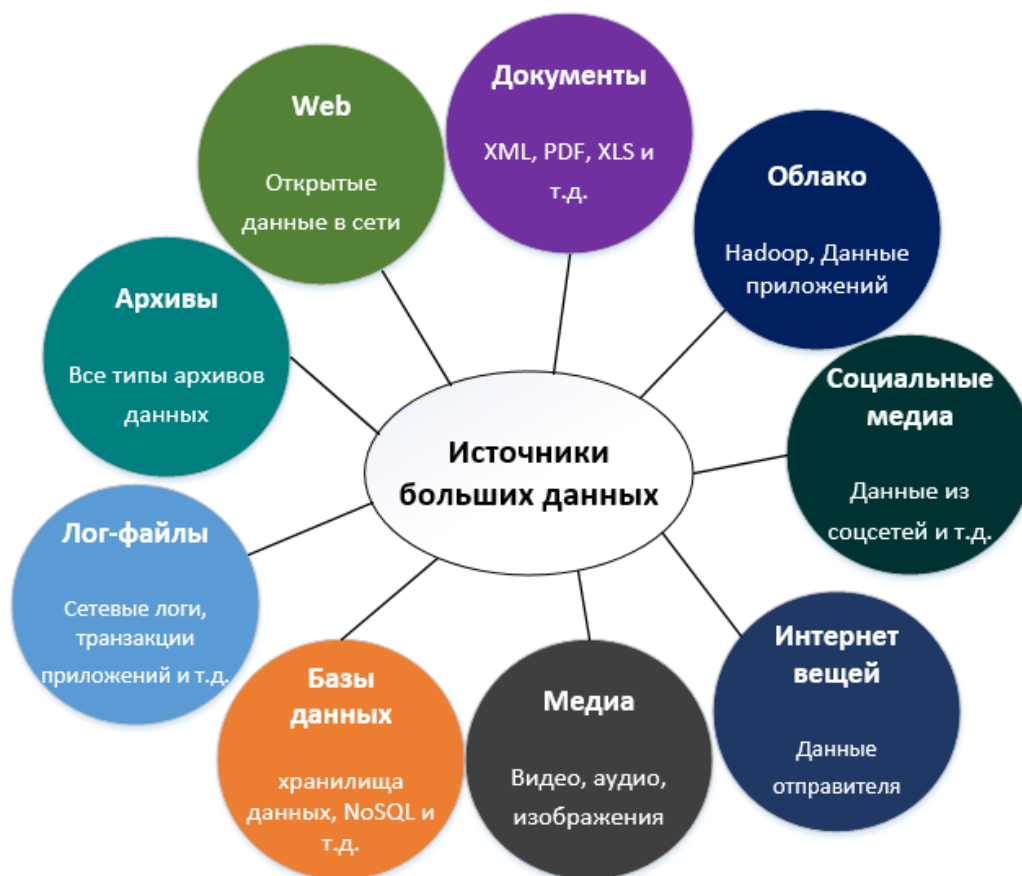 Документы
XML, PDF, XLS и
т.д.
Web
Открытые
данные в сети
Облако
Hadoop, Данные
приложений
Архивы
Все типы архивов
данных
Социальные
медиа
Данные из
соцсетей и т.д.
Источники
больших данных
Лог-файлы
Сетевые логи,
транзакции
приложений и т.д.
Интернет
вещей
Данные
отправителя
Базы
данных
хранилища
данных, NoSQL и
т.д.
Медиа
Видео, аудио,
изображения